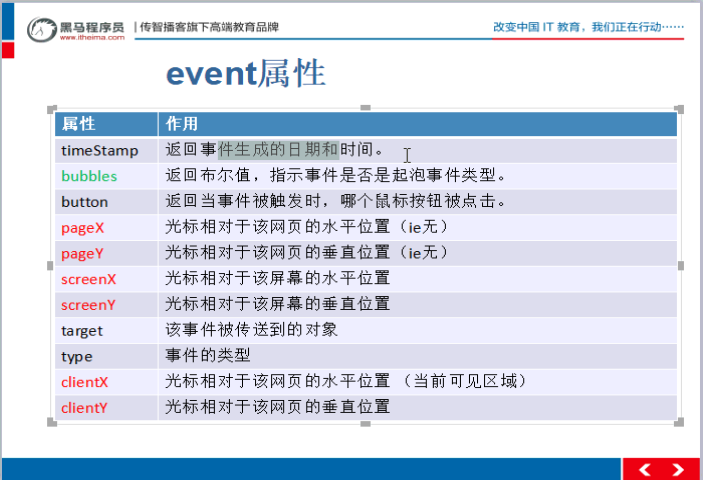 黑马程序员
www.itheima.com
传智播客旗下高端教育品牌
改变中国 IT 教育，我们正在行动……
event属性
属性 作用
timeStamp 返回事件生成的日期和时间。
bubbles 返回布尔值，指示事件是否是起泡事件类型。
button 返回当事件被触发时，哪个鼠标按钮被点击。
pageX 光标相对于该网页的水平位置（ie无）
pageY 光标相对于该网页的垂直位置（ie无）
screenX 光标相对于该屏幕的水平位置
screenY 光标相对于该屏幕的垂直位置
target 该事件被传送到的对象
type 事件的类型
clientX 光标相对于该网页的水平位置 （当前可见区域）
clientY 光标相对于该网页的垂直位置